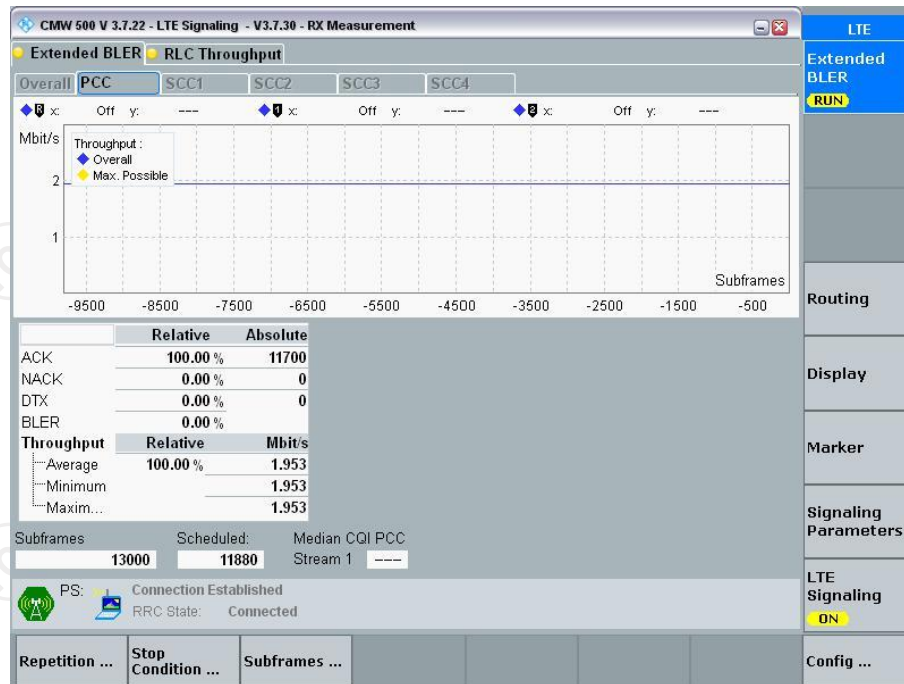 CMW 500 V 3.7.22 - LTE Signaling - V3.7.30 - RX Measurement
LTE
Extended BLER RLC Throughput
Extended BLER
RUN
Overall PCC SCC1 SCC2 SCC3 SCC4
R x: Off y: --- 1 x: Off y: --- 2 x: Off y: ---
Mbit/s
Throughput :
Overall
Max. Possible
2
1
Subframes
-9500 -8500 -7500 -6500 -5500 -4500 -3500 -2500 -1500 -500
Routing
Relative Absolute
ACK 100.00 % 11700
NACK 0.00 % 0
DTX 0.00 % 0
BLER 0.00 %
Throughput Relative Mbit/s
Average 100.00 % 1.953
Minimum 1.953
Maxim... 1.953
Display
Marker
Signaling
Parameters
Subframes Scheduled: Median CQI PCC
13000 11880 Stream 1 ---
PS: Connection Established
RRC State: Connected
LTE
Signaling
ON
Repetition ... Stop Condition ... Subframes ... Config ...